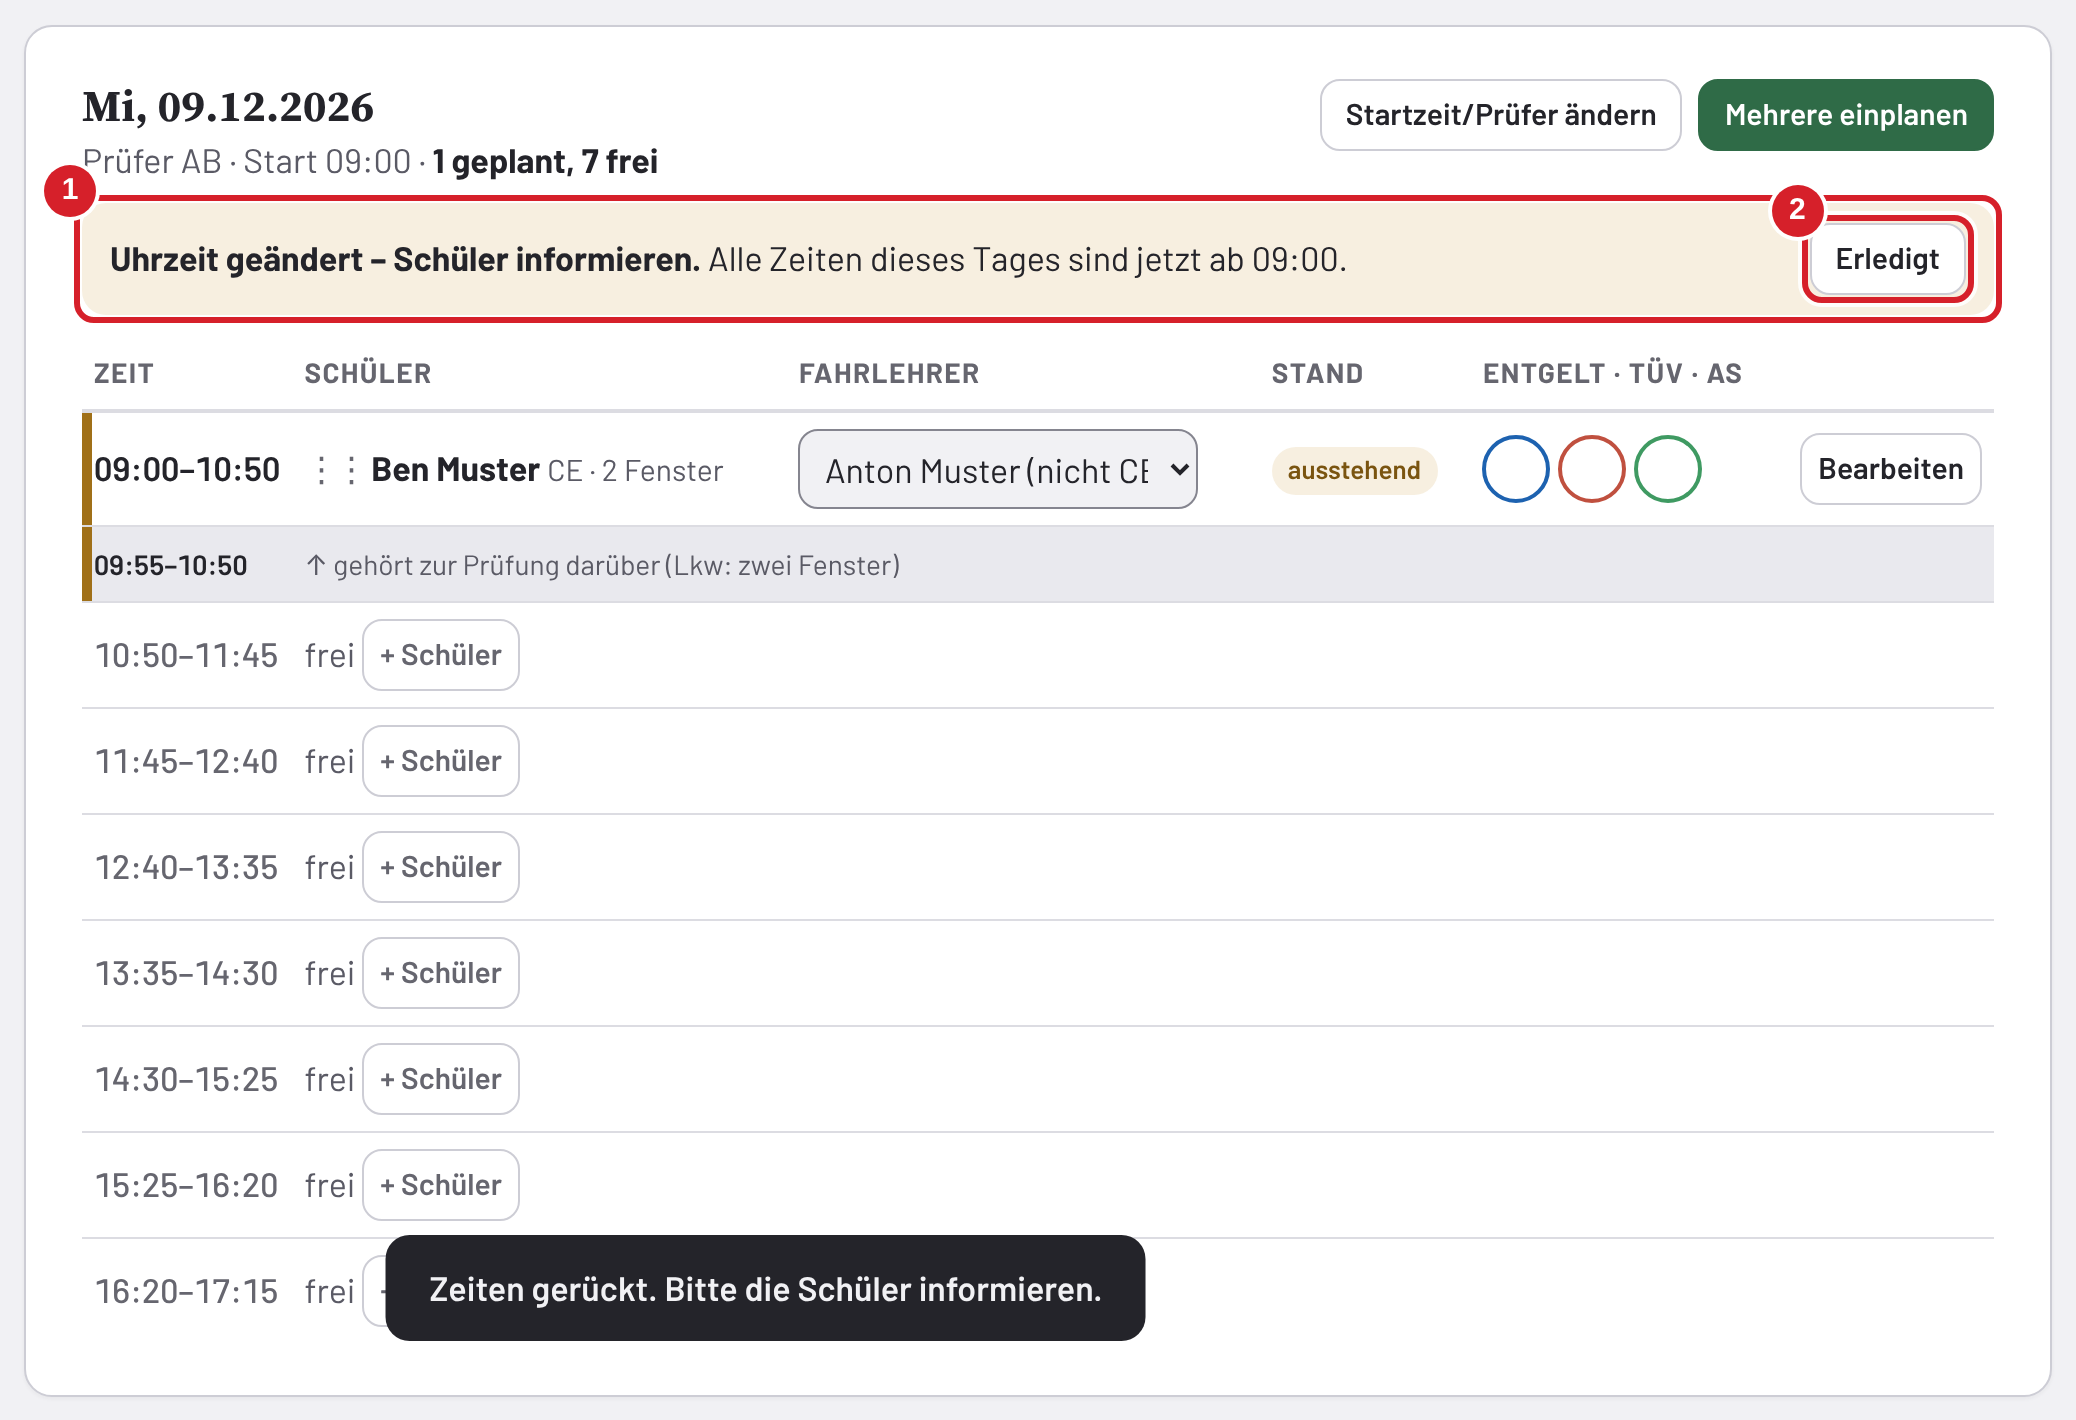 Mi, 09.12.2026
Startzeit/Prüfer ändern
Mehrere einplanen
Prüfer AB · Start 09:00 · 1 geplant, 7 frei
1
2
Uhrzeit geändert – Schüler informieren. Alle Zeiten dieses Tages sind jetzt ab 09:00.
Erledigt
ZEIT SCHÜLER FAHRLEHRER STAND ENTGELT · TÜV · AS
09:00–10:50 Ben Muster CE · 2 Fenster Anton Muster (nicht CE ausstehend Bearbeiten
09:55–10:50 ↑ gehört zur Prüfung darüber (Lkw: zwei Fenster)
10:50–11:45 frei + Schüler
11:45–12:40 frei + Schüler
12:40–13:35 frei + Schüler
13:35–14:30 frei + Schüler
14:30–15:25 frei + Schüler
15:25–16:20 frei + Schüler
16:20–17:15 frei
Zeiten gerückt. Bitte die Schüler informieren.